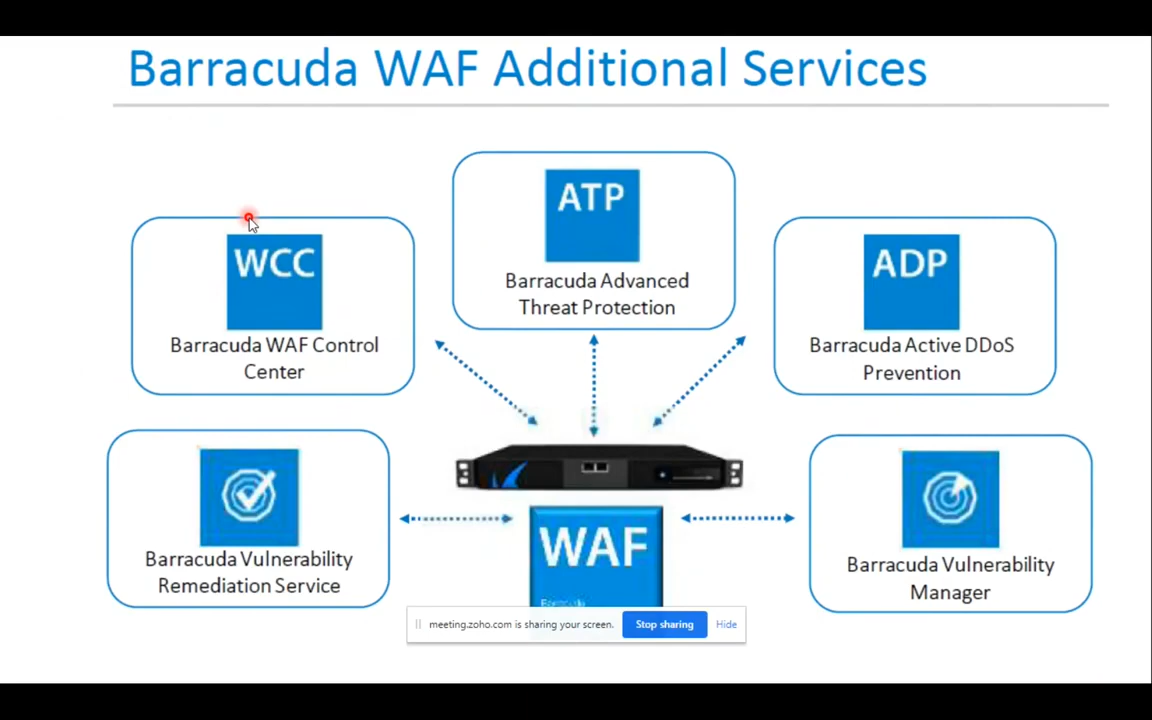 Barracuda WAF Additional Services
ATP
Barracuda Advanced
Threat Protection
WCC
Barracuda WAF Control
Center
ADP
Barracuda Active DDoS
Prevention
Barracuda Vulnerability
Remediation Service
WAF
Barracuda
Barracuda Vulnerability
Manager
meeting.zoho.com is sharing your screen.
Stop sharing
Hide